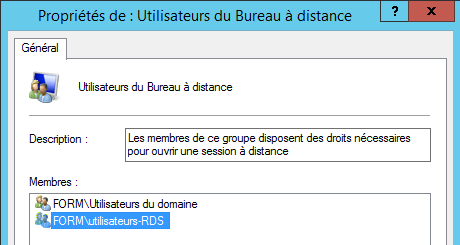 Propriétés de : Utilisateurs du Bureau à distance
?
x
Général
Utilisateurs du Bureau à distance
Description :
Les membres de ce groupe disposent des droits nécessaires
pour ouvrir une session à distance
Membres :
FORM\Utilisateurs du domaine
FORM\utilisateurs-RDS